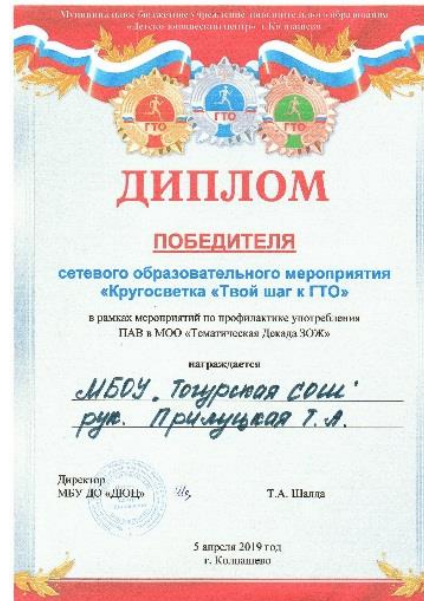 Муниципальное бюджетное учреждение дополнительного образования
«Детско-юношеский центр» г. Колпашево
ГТО ГТО ГТО
ДИПЛОМ
ПОБЕДИТЕЛЯ
сетевого образовательного мероприятия
«Кругосветка «Твой шаг к ГТО»
в рамках мероприятий по профилактике употребления
ПАВ в МОО «Тематическая Декада ЗОЖ»
награждается
МБОУ "Тогурская СОШ"
рук. Прилуцкая Т.А.
Директор
МБУ ДО «ДЮЦ» Т.А. Шалда
5 апреля 2019 год
г. Колпашево